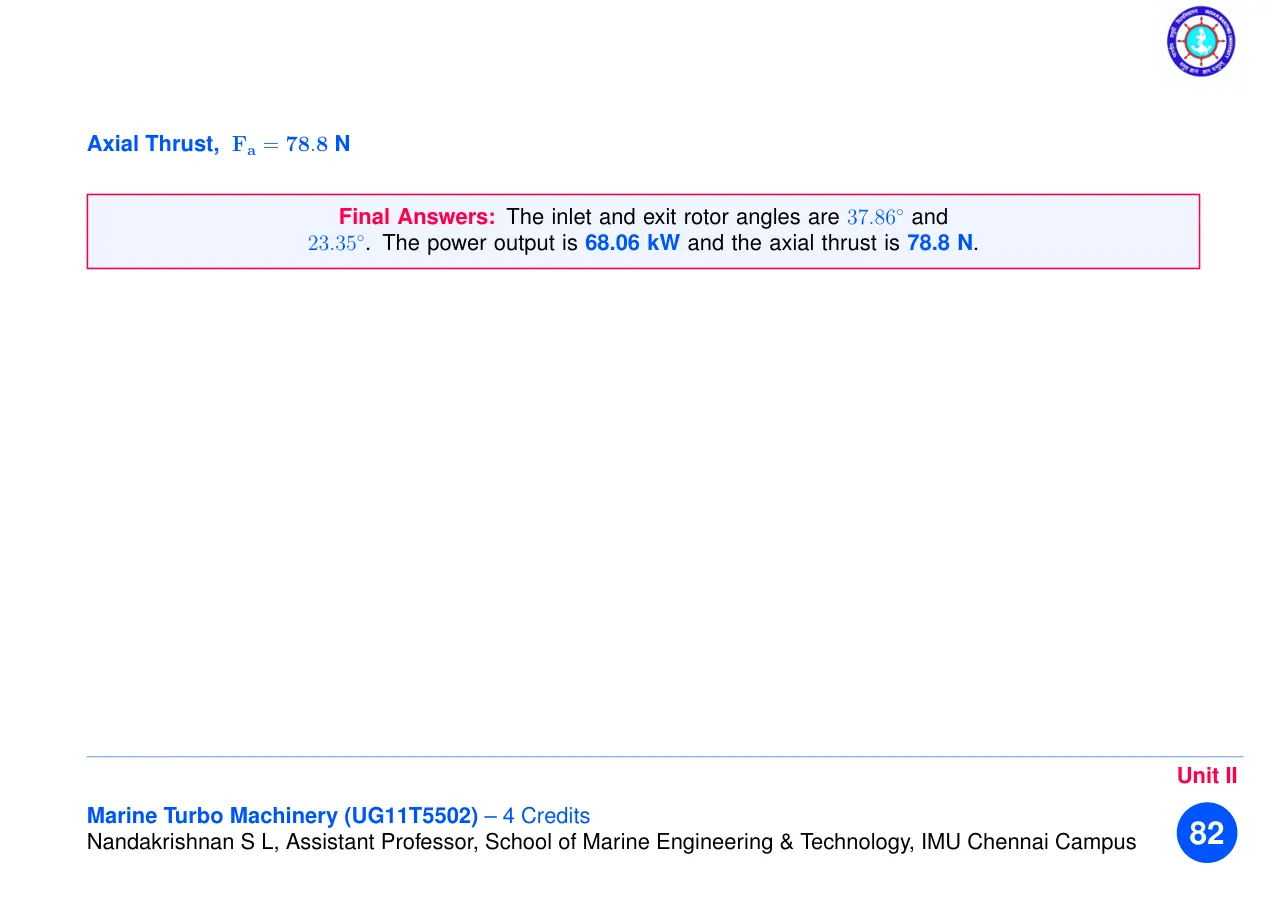 Axial Thrust, Fₐ = 78.8 N
Final Answers: The inlet and exit rotor angles are 37.86° and
23.35°. The power output is 68.06 kW and the axial thrust is 78.8 N.
Unit II
Marine Turbo Machinery (UG11T5502) – 4 Credits
Nandakrishnan S L, Assistant Professor, School of Marine Engineering & Technology, IMU Chennai Campus
82